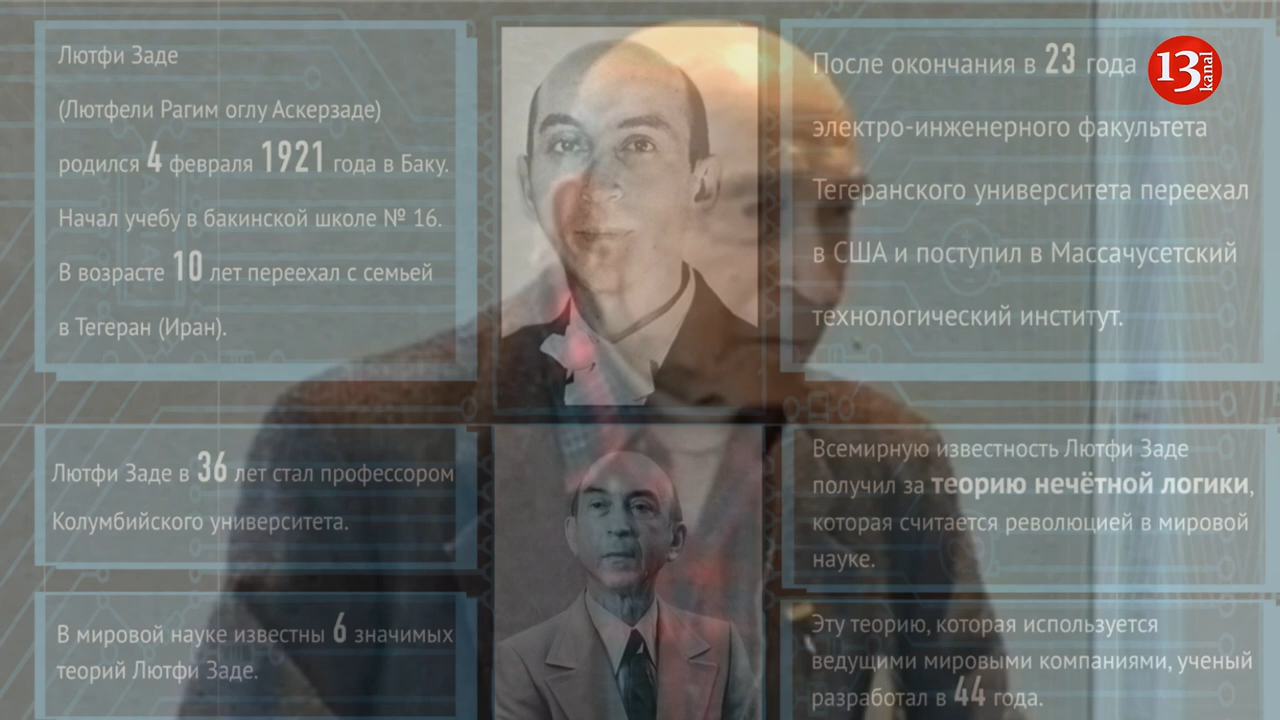 Лютфи Заде
(Лютфели Рагим оглу Аскерзаде)
родился 4 февраля 1921 года в Баку.
Начал учебу в бакинской школе № 16.
В возрасте 10 лет переехал с семьей
в Тегеран (Иран).
После окончания в 23 года
электро-инженерного факультета
Тегеранского университета переехал
в США и поступил в Массачусетский
технологический институт.
13 kanal
Лютфи Заде в 36 лет стал профессором
Колумбийского университета.
Всемирную известность Лютфи Заде
получил за теорию нечётной логики,
которая считается революцией в мировой
науке.
В мировой науке известны 6 значимых
теорий Лютфи Заде.
Эту теорию, которая используется
ведущими мировыми компаниями, ученый
разработал в 44 года.